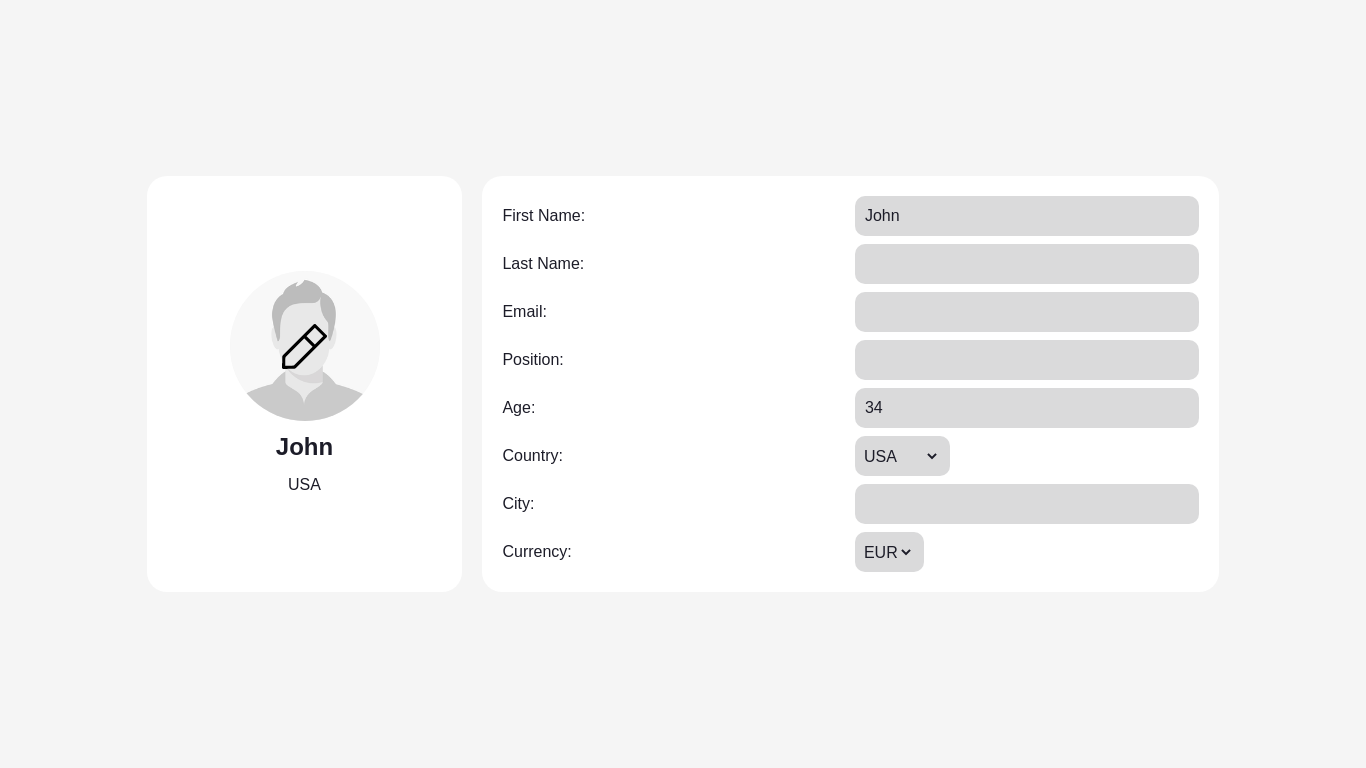 John
USA
First Name: John
Last Name:
Email:
Position:
Age: 34
Country: USA
City:
Currency: EUR